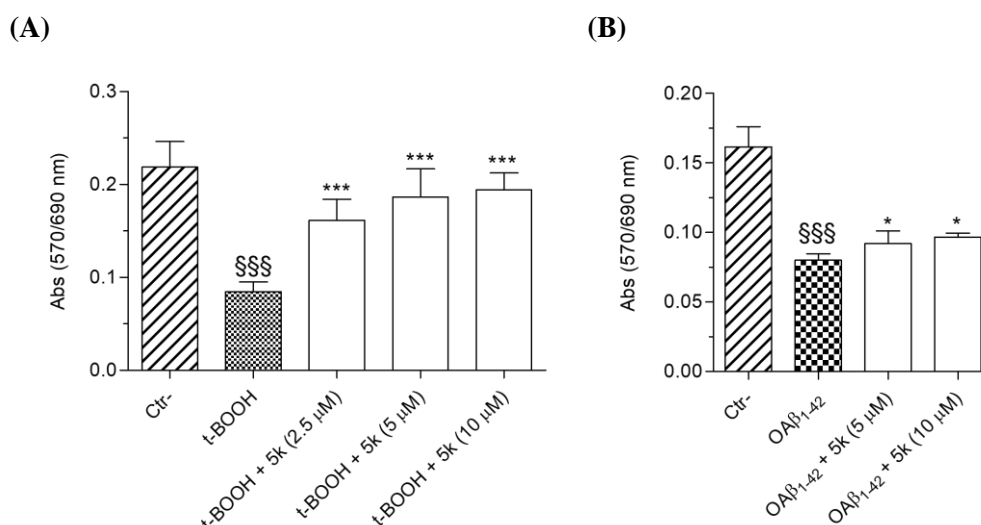 (A)
(B)
Abs (570/690 nm)
0.3
0.2
0.1
0.0
§§§
***
***
***
Ctr-
t-BOOH
t-BOOH + 5k (2.5 µM)
t-BOOH + 5k (5 µM)
t-BOOH + 5k (10 µM)
Abs (570/690 nm)
0.20
0.15
0.10
0.05
0.00
§§§
*
*
Ctr-
OAβ1-42
OAβ1-42 + 5k (5 µM)
OAβ1-42 + 5k (10 µM)